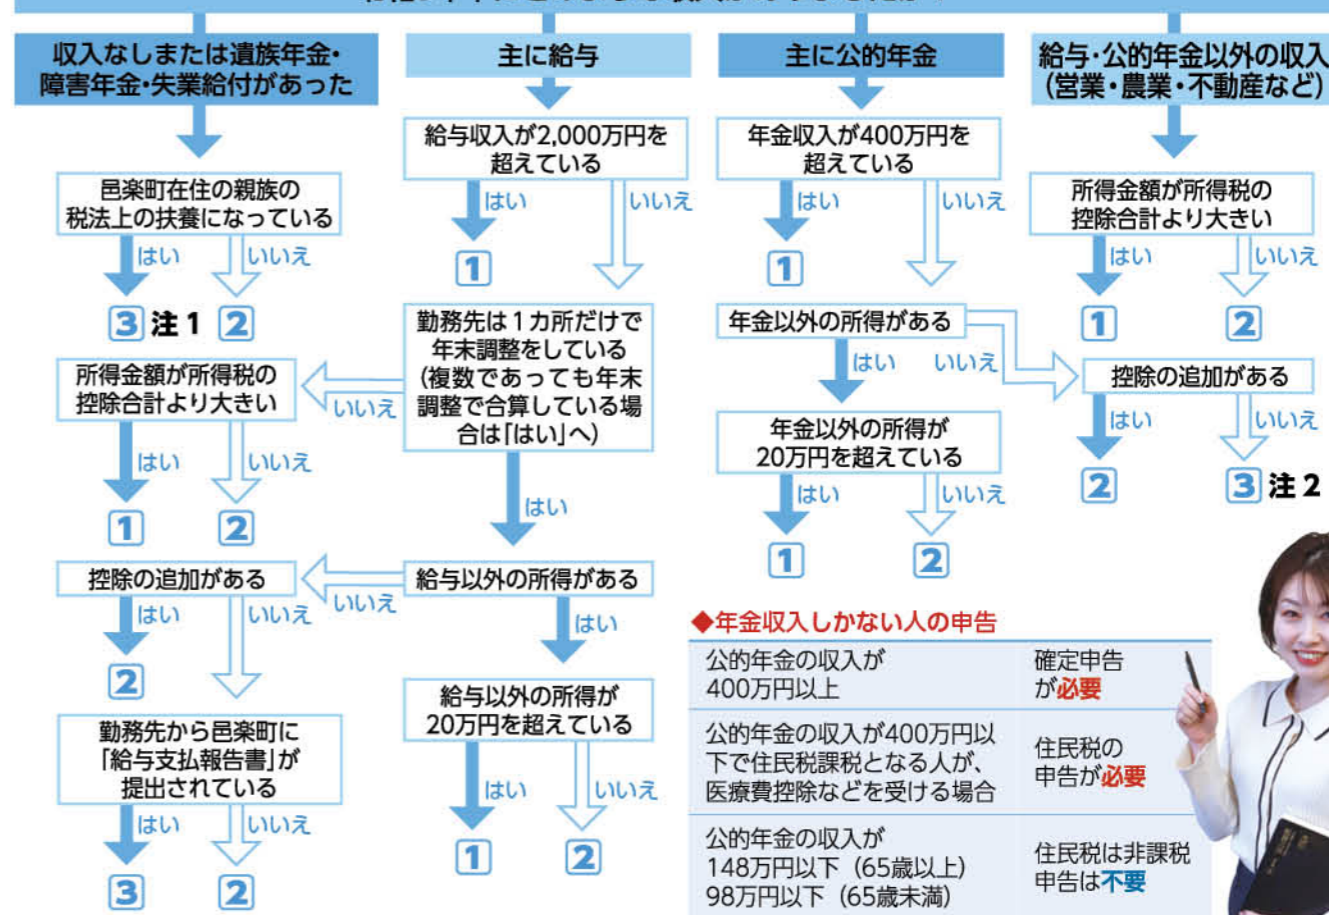 収入なしまたは遺族年金・
障害年金・失業給付があった
邑楽町在住の親族の
税法上の扶養になっている
はい
いいえ
3 注1
2
主に給与
給与収入が2,000万円を
超えている
はい
いいえ
1
勤務先は1カ所だけで
年末調整をしている
(複数であっても年末
調整で合算している場
合は「はい」へ)
いいえ
はい
所得金額が所得税の
控除合計より大きい
はい
いいえ
1
2
給与以外の所得がある
いいえ
はい
控除の追加がある
はい
いいえ
2
勤務先から邑楽町に
「給与支払報告書」が
提出されている
はい
いいえ
3
2
給与以外の所得が
20万円を超えている
はい
いいえ
1
2
主に公的年金
年金収入が400万円を
超えている
はい
いいえ
1
年金以外の所得がある
はい
いいえ
年金以外の所得が
20万円を超えている
はい
いいえ
1
2
給与・公的年金以外の収入
(営業・農業・不動産など)
所得金額が所得税の
控除合計より大きい
はい
いいえ
1
2
控除の追加がある
はい
いいえ
2
3 注2
◆年金収入しかない人の申告
公的年金の収入が
400万円以上
確定申告
が必要
公的年金の収入が400万円以
下で住民税課税となる人が、
医療費控除などを受ける場合
住民税の
申告が必要
公的年金の収入が
148万円以下(65歳以上)
98万円以下(65歳未満)
住民税は非課税
申告は不要